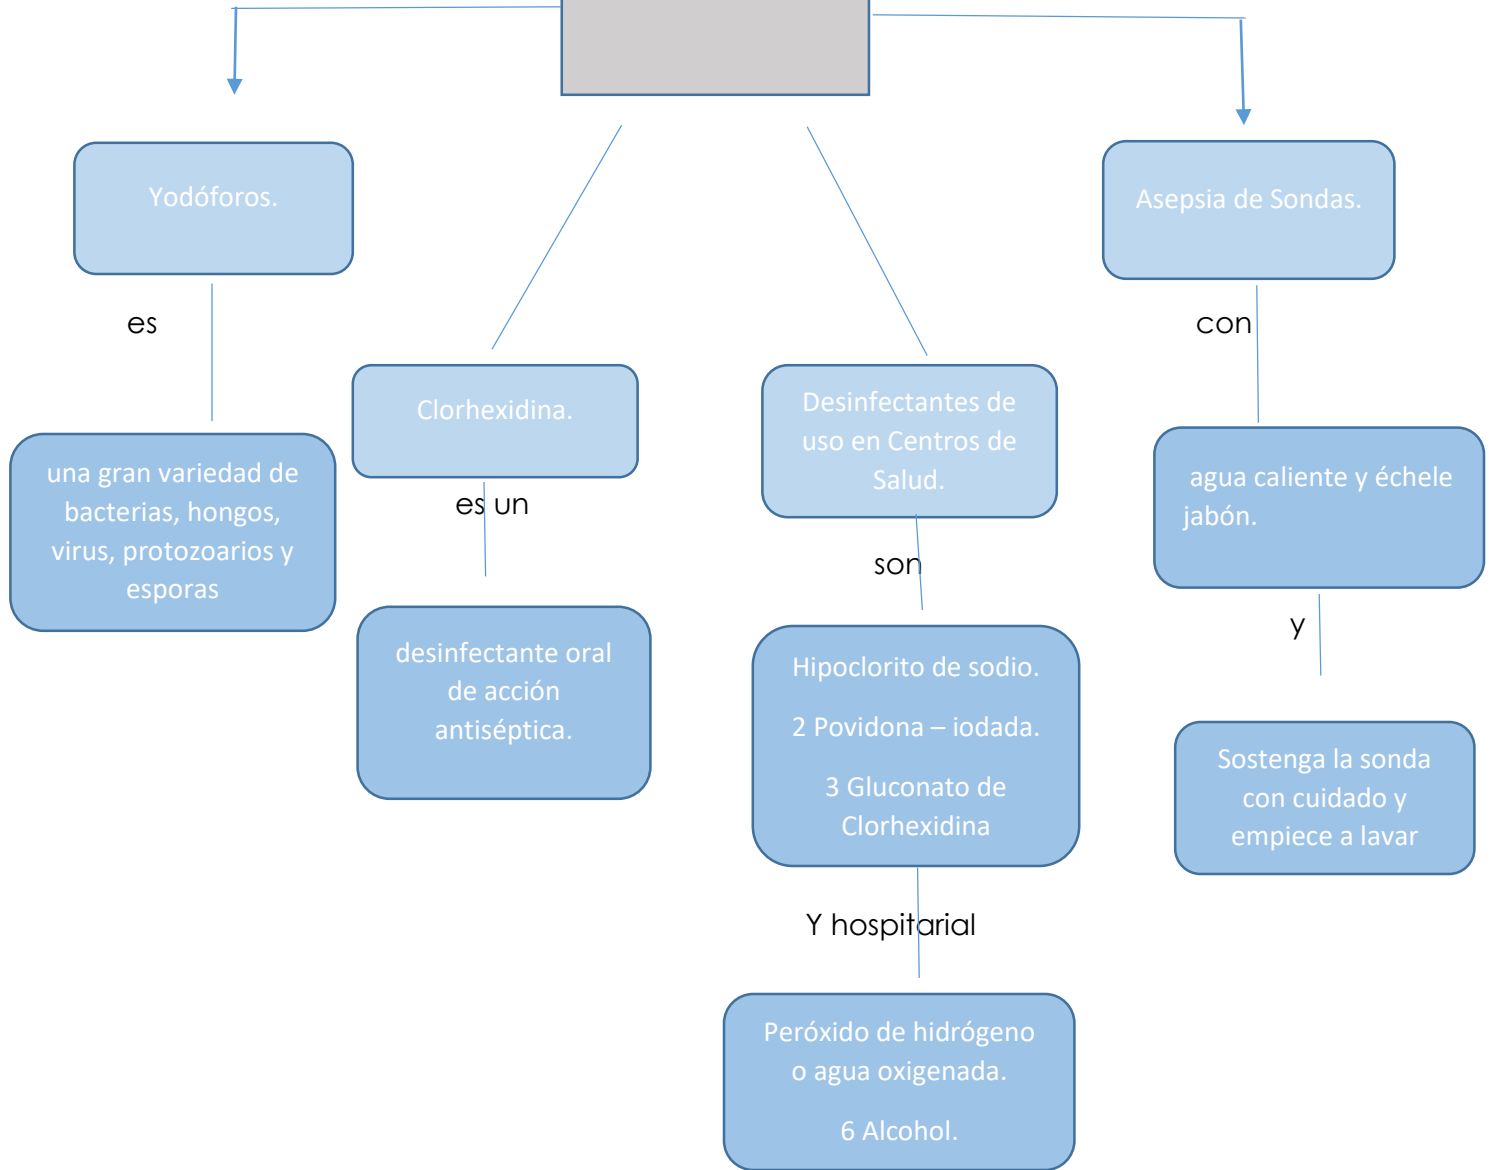 Yodóforos.
es
una gran variedad de
bacterias, hongos,
virus, protozoarios y
esporas
Clorhexidina.
es un
desinfectante oral
de acción
antiséptica.
Desinfectantes de
uso en Centros de
Salud.
son
Hipoclorito de sodio.
2 Povidona – iodada.
3 Gluconato de
Clorhexidina
Y hospitarial
Peróxido de hidrógeno
o agua oxigenada.
6 Alcohol.
Asepsia de Sondas.
con
agua caliente y échele
jabón.
y
Sostenga la sonda
con cuidado y
empiece a lavar